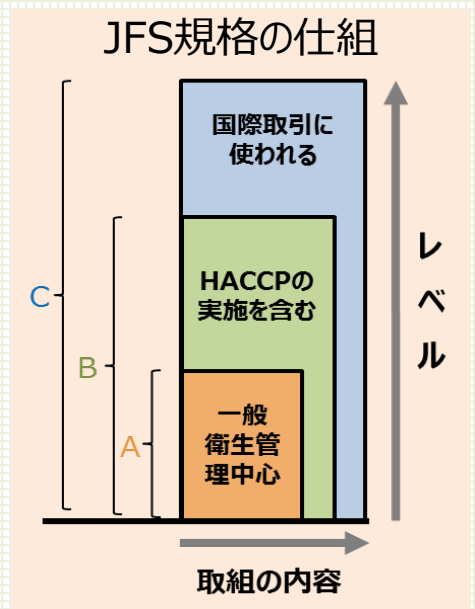 JFS規格の仕組
国際取引に
使われる
HACCPの
実施を含む
一般
衛生管
理中心
C
B
A
レベル
取組の内容